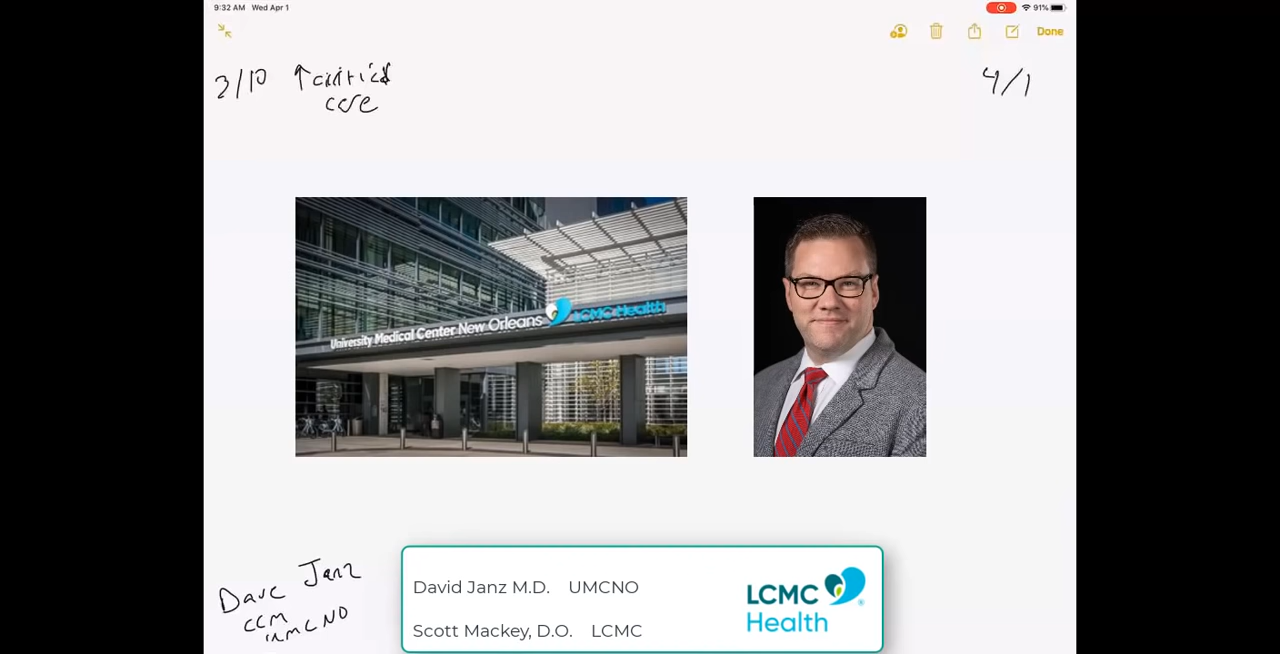 9:32 AM Wed Apr 1
91%
Done
3/10 ↑critical
care
4/1
University Medical Center New Orleans LCMC Health
Dave Janz
CCM
UMCNO
David Janz M.D. UMCNO
Scott Mackey, D.O. LCMC
LCMC
Health